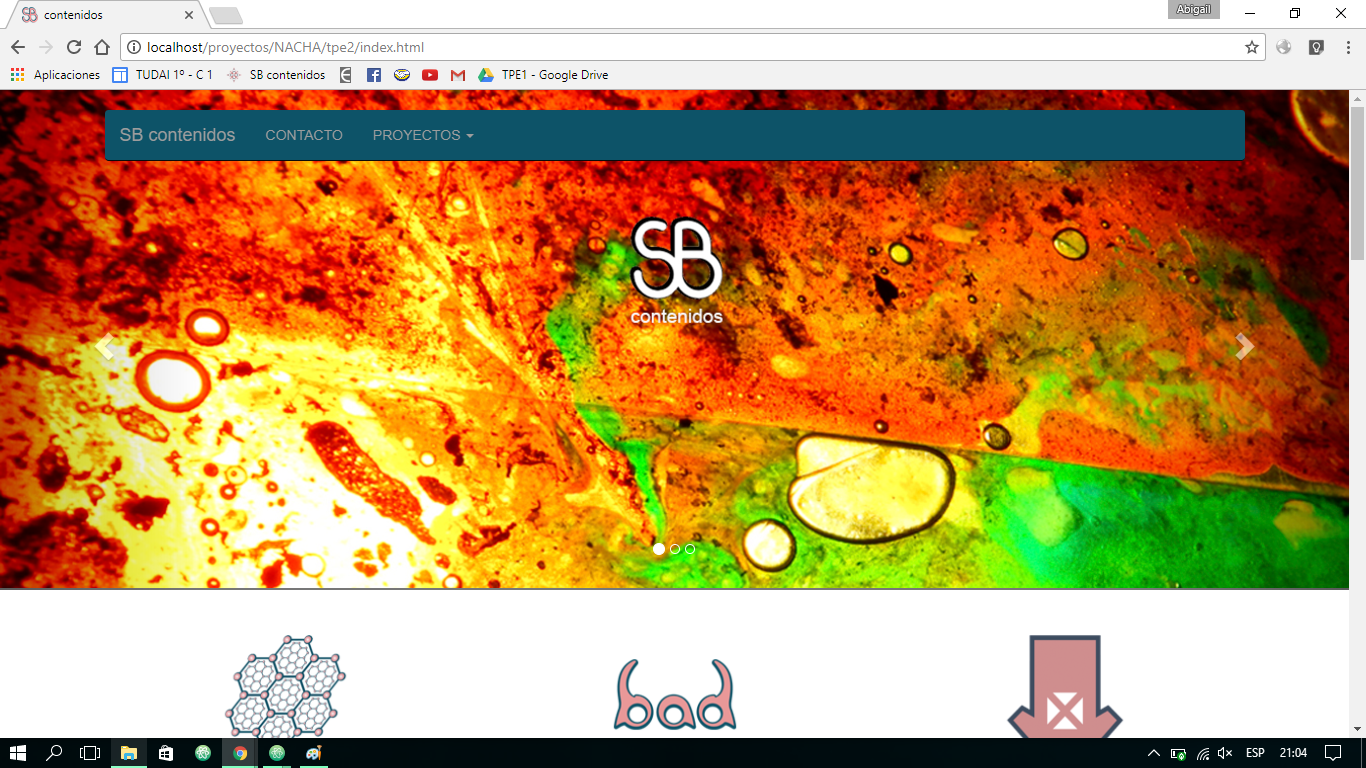 contenidos
Abigail
localhost/proyectos/NACHA/tpe2/index.html
Aplicaciones TUDAI 1º - C 1 SB contenidos TPE1 - Google Drive
SB contenidos CONTACTO PROYECTOS
SB
contenidos
bad
ESP 21:04